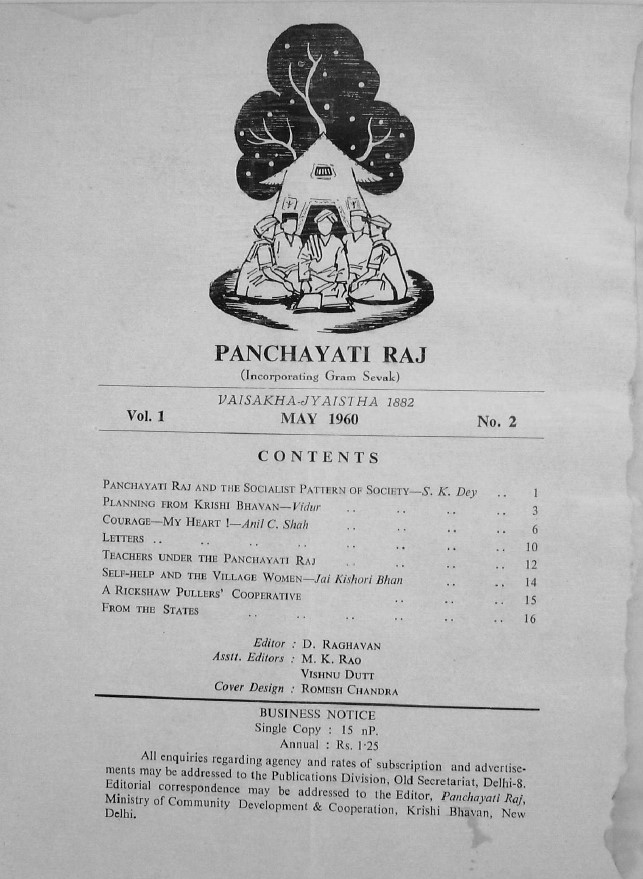 PANCHAYATI RAJ
(Incorporating Gram Sevak)
VAISAKHA-JYAISTHA 1882
Vol. 1 MAY 1960 No. 2
CONTENTS
PANCHAYATI RAJ AND THE SOCIALIST PATTERN OF SOCIETY—S. K. Dey .. 1
PLANNING FROM KRISHI BHAVAN—Vidur .. .. .. .. 3
COURAGE—MY HEART !—Anil C. Shah .. .. .. 6
LETTERS .. .. .. .. .. .. .. .. 10
TEACHERS UNDER THE PANCHAYATI RAJ .. .. .. .. 12
SELF-HELP AND THE VILLAGE WOMEN—Jai Kishori Bhan .. .. 14
A RICKSHAW PULLERS' COOPERATIVE .. .. .. 15
FROM THE STATES .. .. .. .. .. .. 16
Editor : D. RAGHAVAN
Asstt. Editors : M. K. RAO
VISHNU DUTT
Cover Design : ROMESH CHANDRA
BUSINESS NOTICE
Single Copy : 15 nP.
Annual : Rs. 1·25
All enquiries regarding agency and rates of subscription and advertise-
ments may be addressed to the Publications Division, Old Secretariat, Delhi-8.
Editorial correspondence may be addressed to the Editor, Panchayati Raj,
Ministry of Community Development & Cooperation, Krishi Bhavan, New
Delhi.